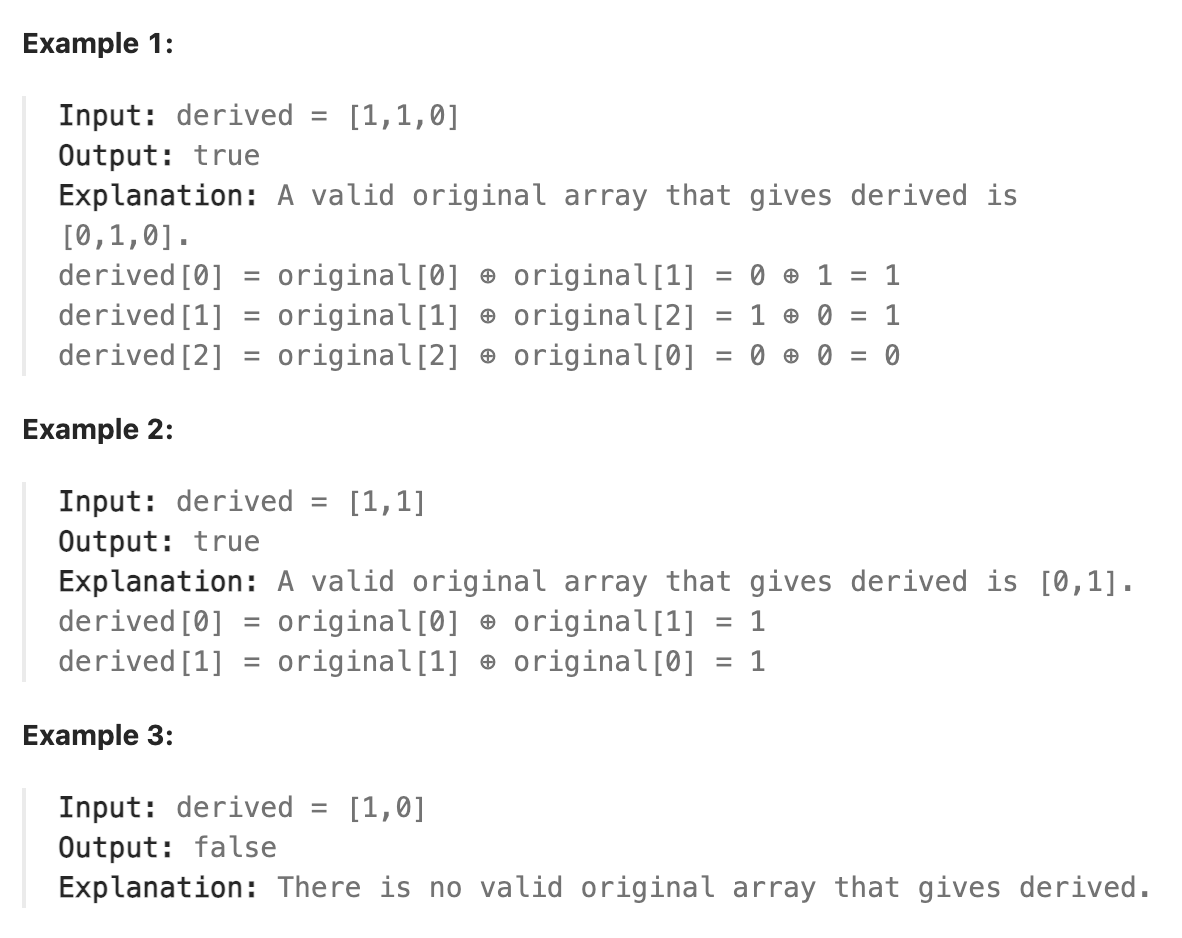 Example 1:
Input: derived = [1,1,0]
Output: true
Explanation: A valid original array that gives derived is
[0,1,0].
derived[0] = original[0] ⊕ original[1] = 0 ⊕ 1 = 1
derived[1] = original[1] ⊕ original[2] = 1 ⊕ 0 = 1
derived[2] = original[2] ⊕ original[0] = 0 ⊕ 0 = 0
Example 2:
Input: derived = [1,1]
Output: true
Explanation: A valid original array that gives derived is [0,1].
derived[0] = original[0] ⊕ original[1] = 1
derived[1] = original[1] ⊕ original[0] = 1
Example 3:
Input: derived = [1,0]
Output: false
Explanation: There is no valid original array that gives derived.